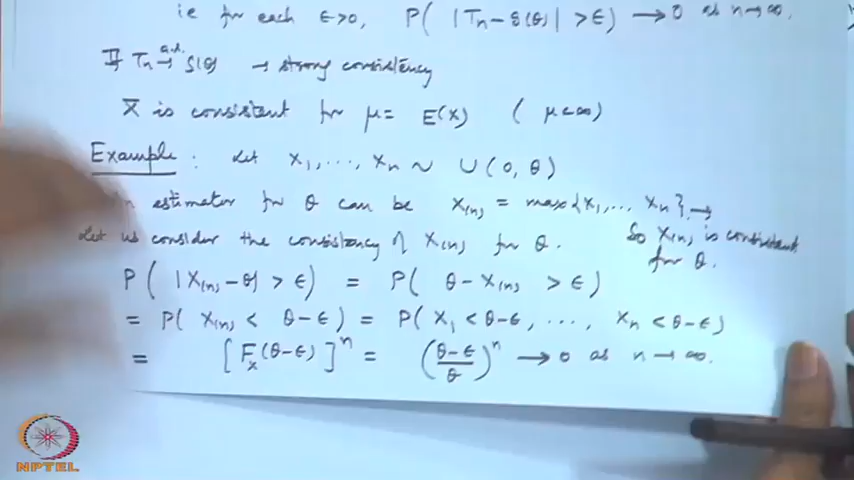 ie for each ε>0, P( |Tn - g(θ)| > ε) → 0 as n→∞.
If Tn a.s.→ g(θ) → strong consistency
X̄ is consistent for μ = E(X) ( μ<∞)
Example : Let X1, ..., Xn ~ U(0, θ)
estimator for θ can be X(n) = max{X1,... Xn} →
Let us consider the consistency of X(n) for θ.
So X(n) is consistent
for θ.
P( |X(n) - θ| > ε) = P( θ - X(n) > ε)
= P( X(n) < θ-ε) = P( X1 < θ-ε, ..., Xn < θ-ε)
= [ FX(θ-ε) ]^n = ((θ-ε)/θ)^n → 0 as n→∞.
NPTEL